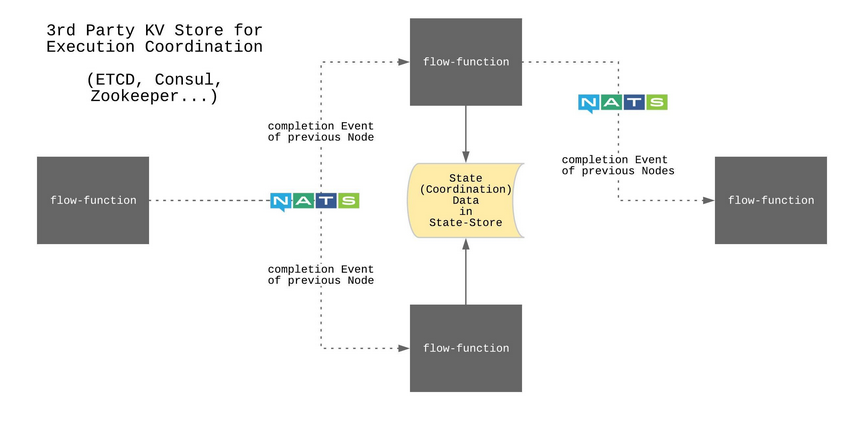 3rd Party KV Store for
Execution Coordination
(ETCD, Consul,
Zookeeper...)
flow-function
NATS
completion Event
of previous Node
completion Event
of previous Node
flow-function
State
(Coordination)
Data
in
State-Store
flow-function
NATS
completion Event
of previous Nodes
flow-function